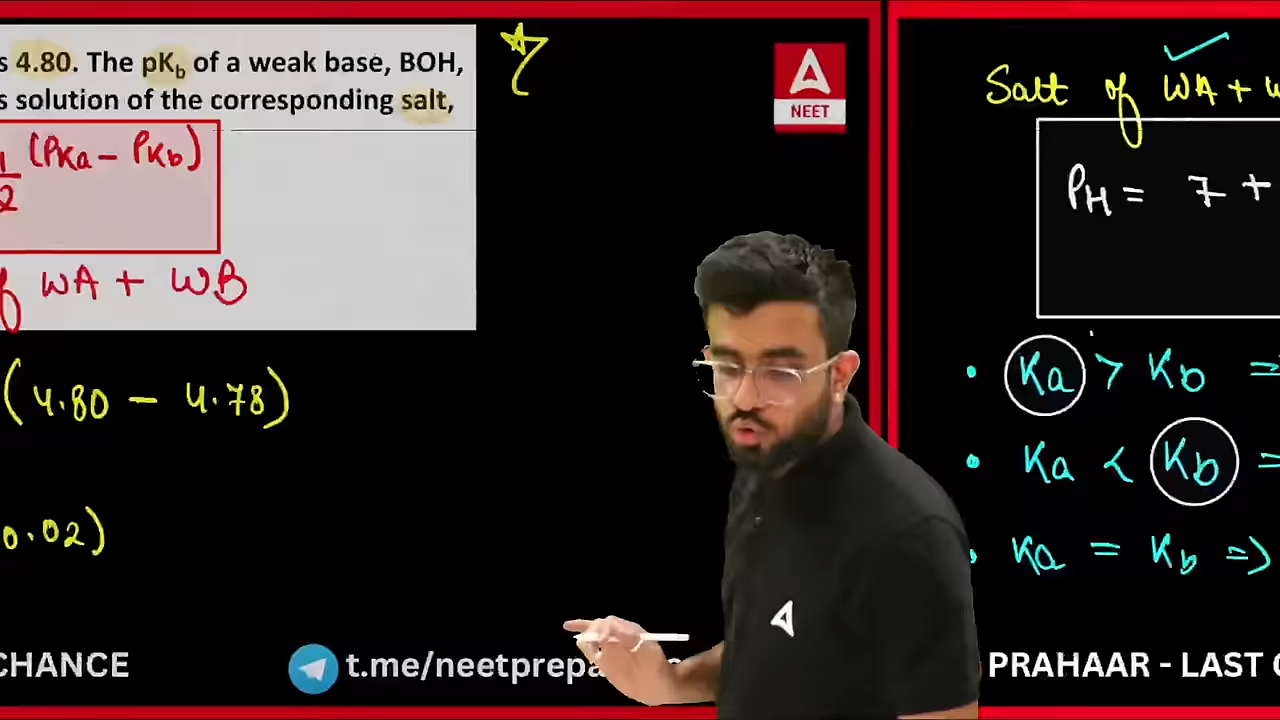 s 4.80. The pKb of a weak base, BOH,
s solution of the corresponding salt,
1/2 (PKa - PKb)
f WA + WB
(4.80 - 4.78)
0.02)
NEET
Salt of WA + W
PH = 7 +
• Ka > Kb =
• Ka < Kb =
• Ka = Kb =>
CHANCE
t.me/neetprepa
PRAHAAR - LAST C